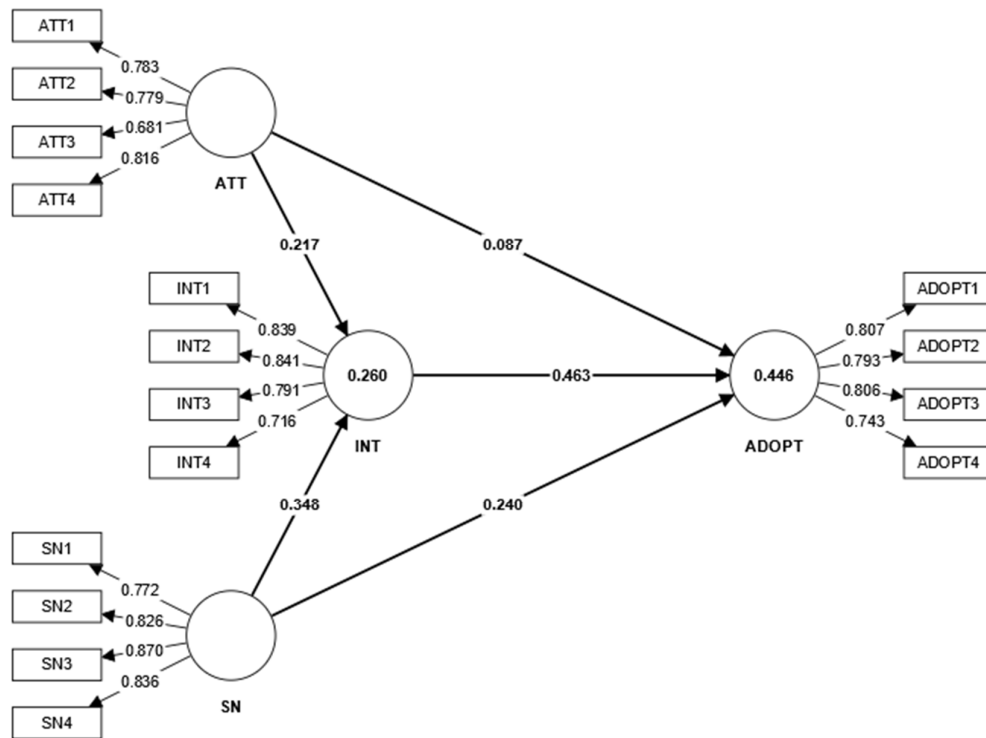 ATT1
0.783
ATT2
0.779
ATT3
0.681
ATT4
0.816
ATT
0.217
0.087
INT1
0.839
INT2
0.841
INT3
0.791
INT4
0.716
0.260
INT
0.463
0.446
ADOPT
ADOPT1
0.807
ADOPT2
0.793
ADOPT3
0.806
ADOPT4
0.743
0.348
0.240
SN1
0.772
SN2
0.826
SN3
0.870
SN4
0.836
SN